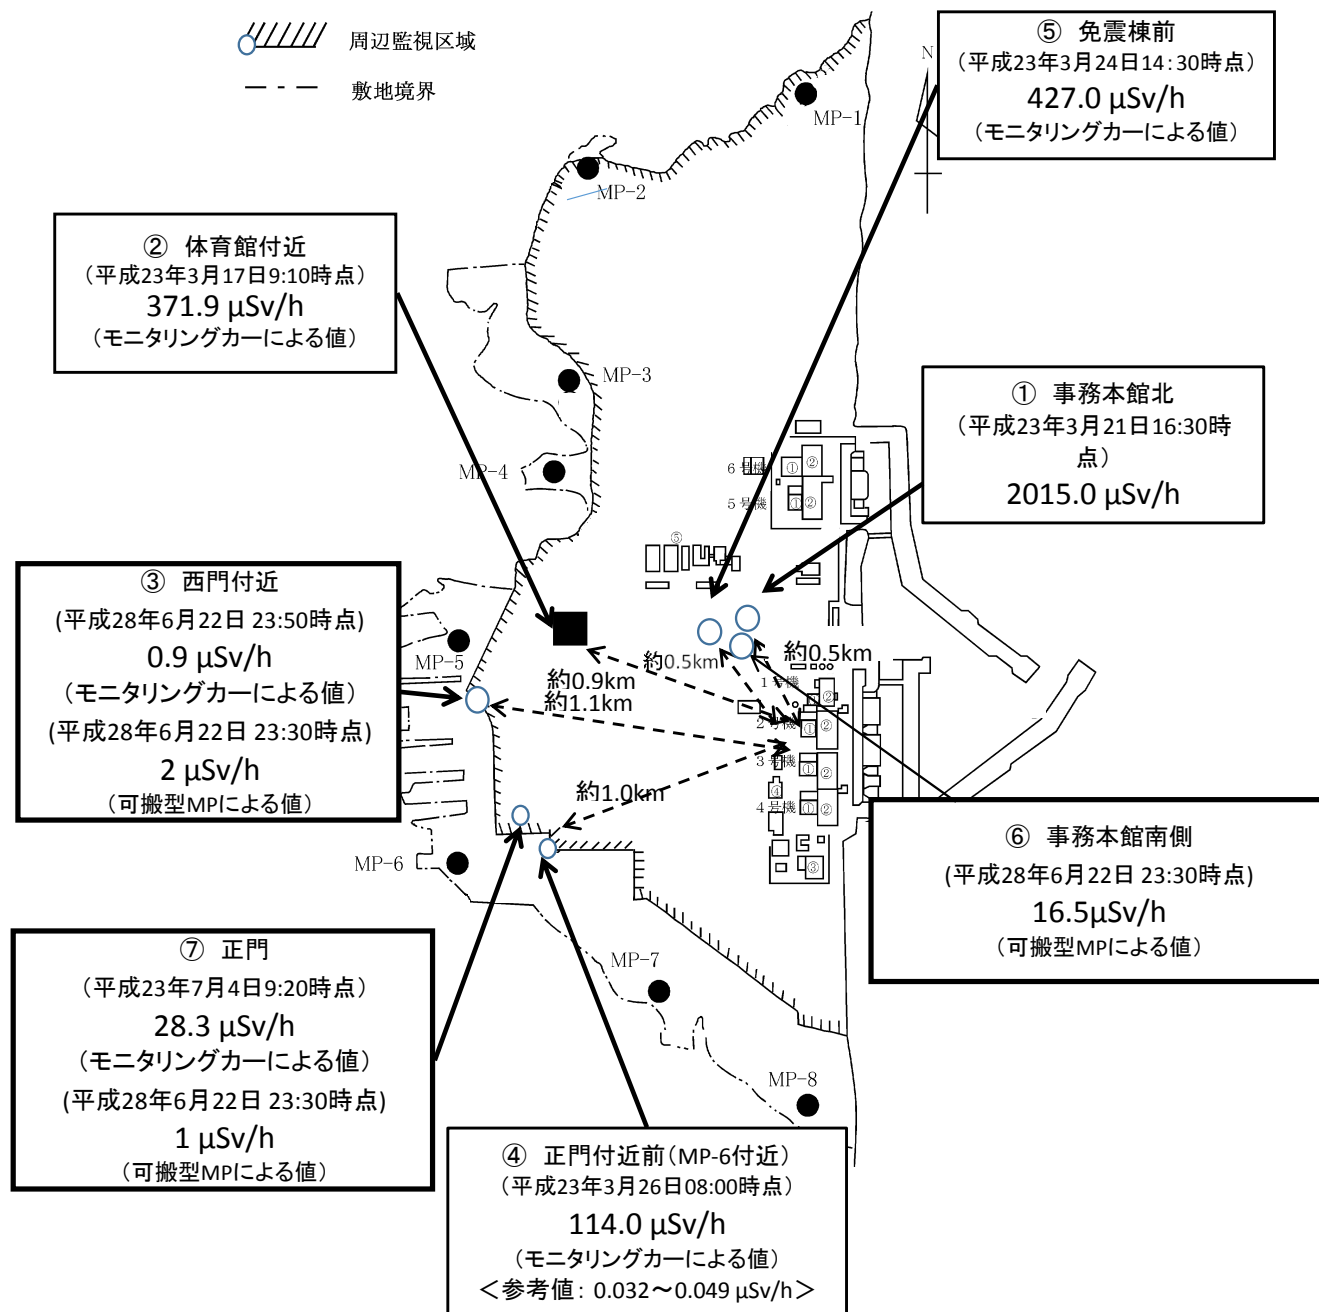 周辺監視区域
敷地境界
⑤ 免震棟前
(平成23年3月24日14:30時点)
427.0 μSv/h
(モニタリングカーによる値)
N
MP-1
MP-2
② 体育館付近
(平成23年3月17日9:10時点)
371.9 μSv/h
(モニタリングカーによる値)
MP-3
① 事務本館北
(平成23年3月21日16:30時
点)
2015.0 μSv/h
MP-4
6号機
①
②
5号機
①
②
⑤
③ 西門付近
(平成28年6月22日 23:50時点)
0.9 μSv/h
(モニタリングカーによる値)
(平成28年6月22日 23:30時点)
2 μSv/h
(可搬型MPによる値)
MP-5
約0.5km
約0.5km
約0.9km
約1.1km
1号機
②
2号機
①
②
3号機
①
②
約1.0km
④
4号機
①
②
③
MP-6
⑥ 事務本館南側
(平成28年6月22日 23:30時点)
16.5μSv/h
(可搬型MPによる値)
⑦ 正門
(平成23年7月4日9:20時点)
28.3 μSv/h
(モニタリングカーによる値)
(平成28年6月22日 23:30時点)
1 μSv/h
(可搬型MPによる値)
MP-7
MP-8
④ 正門付近前(MP-6付近)
(平成23年3月26日08:00時点)
114.0 μSv/h
(モニタリングカーによる値)
<参考値: 0.032~0.049 μSv/h>